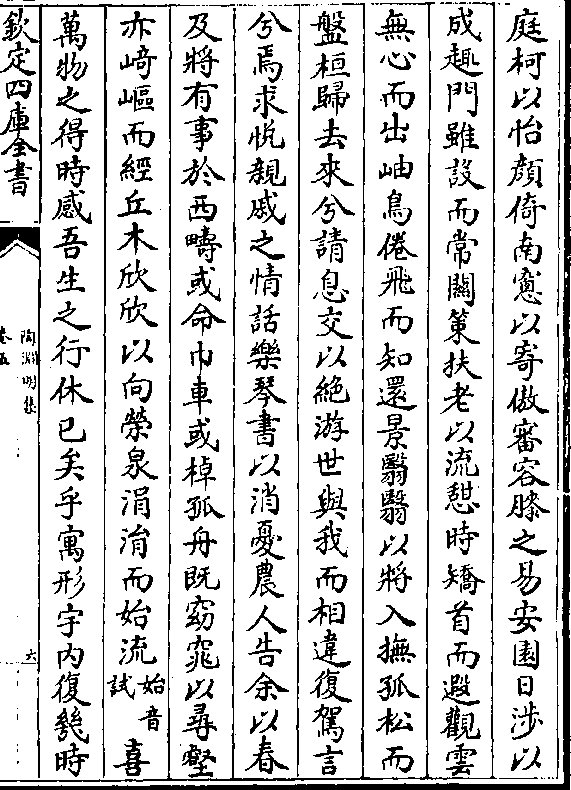 庭柯以怡顔倚南窻以寄傲審容膝之易安園日涉以
成趣門雖設而常關策扶老以流憇時矯首而遐觀雲
無心而出岫鳥倦飛而知還景翳翳以將入撫孤松而
盤桓歸去來兮請息交以絶游世與我而相違復駕言
兮焉求悦親戚之情話樂琴書以消憂農人告余以春
及將有事於西疇或命巾車或棹孤舟既窈窕以尋壑
亦崎嶇而經丘木欣欣以向榮泉涓涓而始流始音試喜
萬物之得時感吾生之行休已矣乎寓形宇内復幾時
欽定四庫全書
陶淵明集
卷五
六